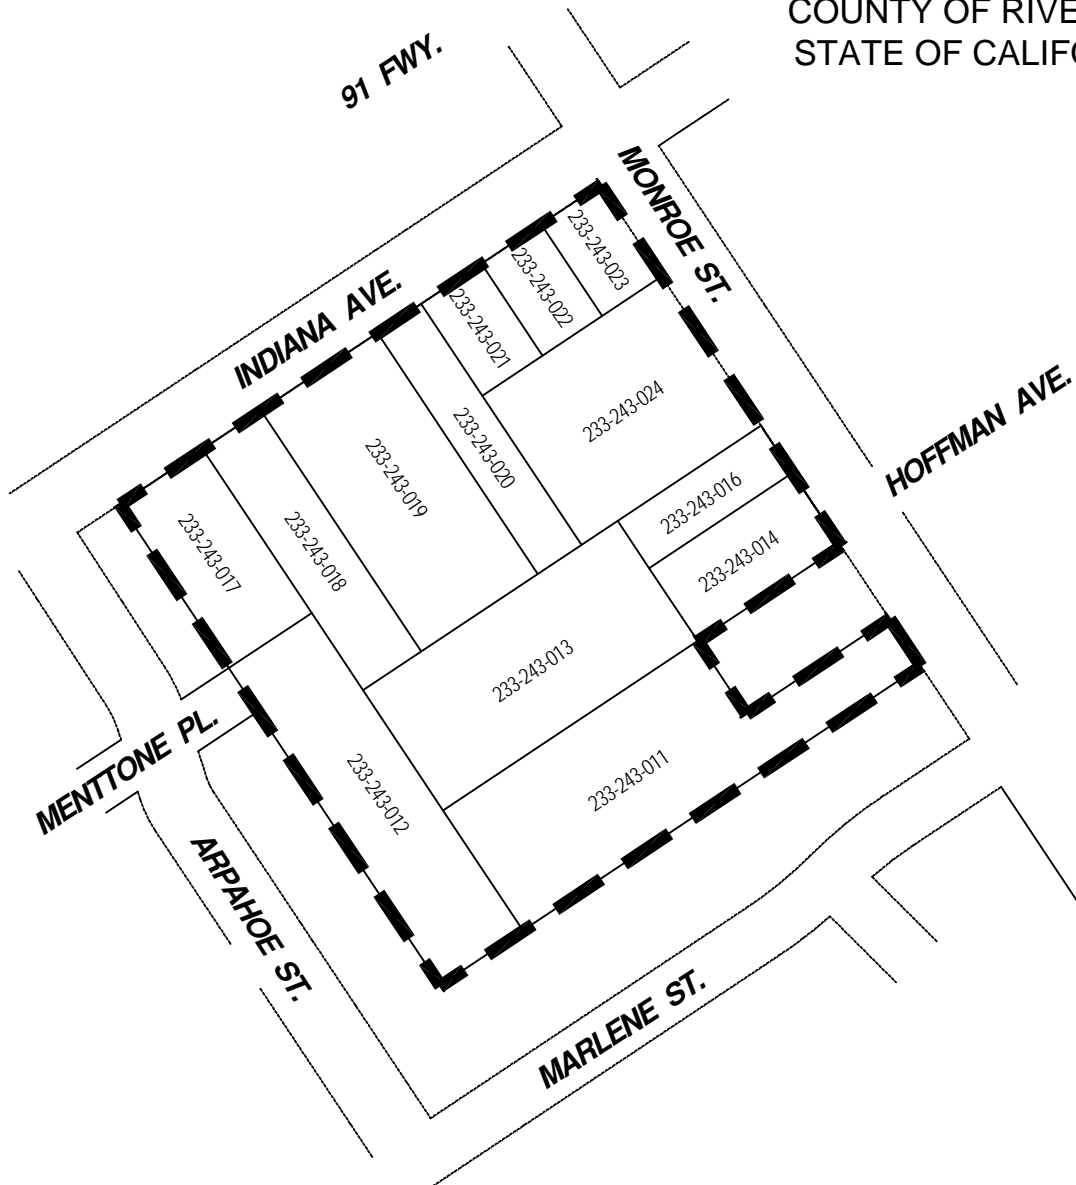 COUNTY OF RIVE
STATE OF CALIFO
91 FWY.
MONROE ST.
INDIANA AVE.
233-243-023
233-243-022
233-243-021
233-243-024
HOFFMAN AVE.
233-243-020
233-243-019
233-243-016
233-243-018
233-243-017
233-243-014
233-243-013
MENTTONE PL.
233-243-011
233-243-012
ARPAHOE ST.
MARLENE ST.